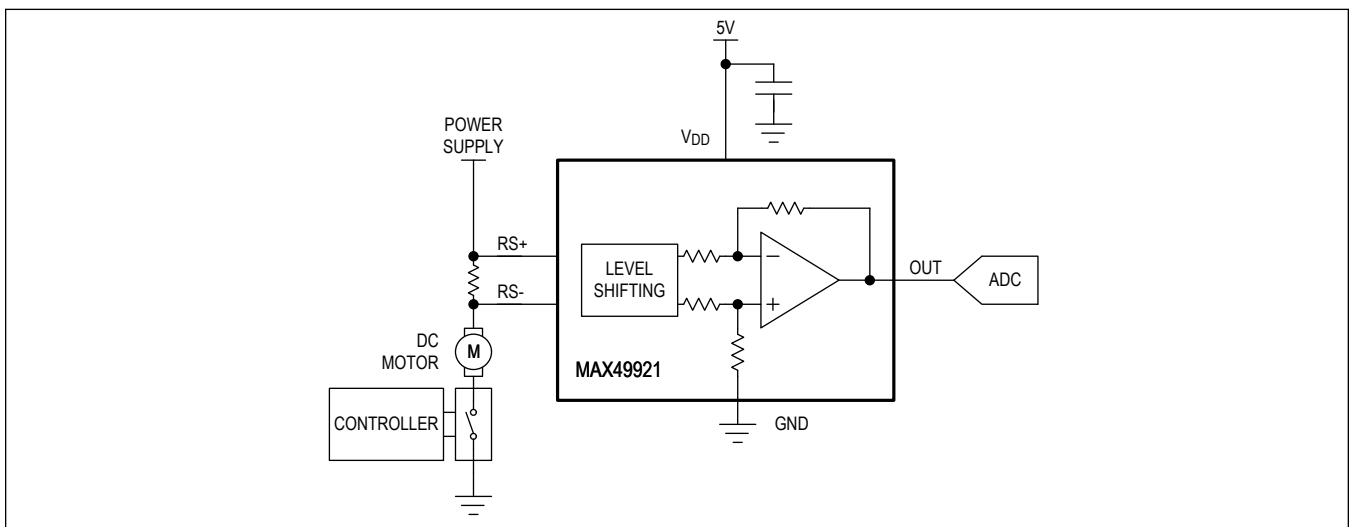 5V
VDD
POWER
SUPPLY
RS+
RS-
LEVEL
SHIFTING
−
+
OUT
ADC
DC
MOTOR
M
MAX49921
CONTROLLER
GND